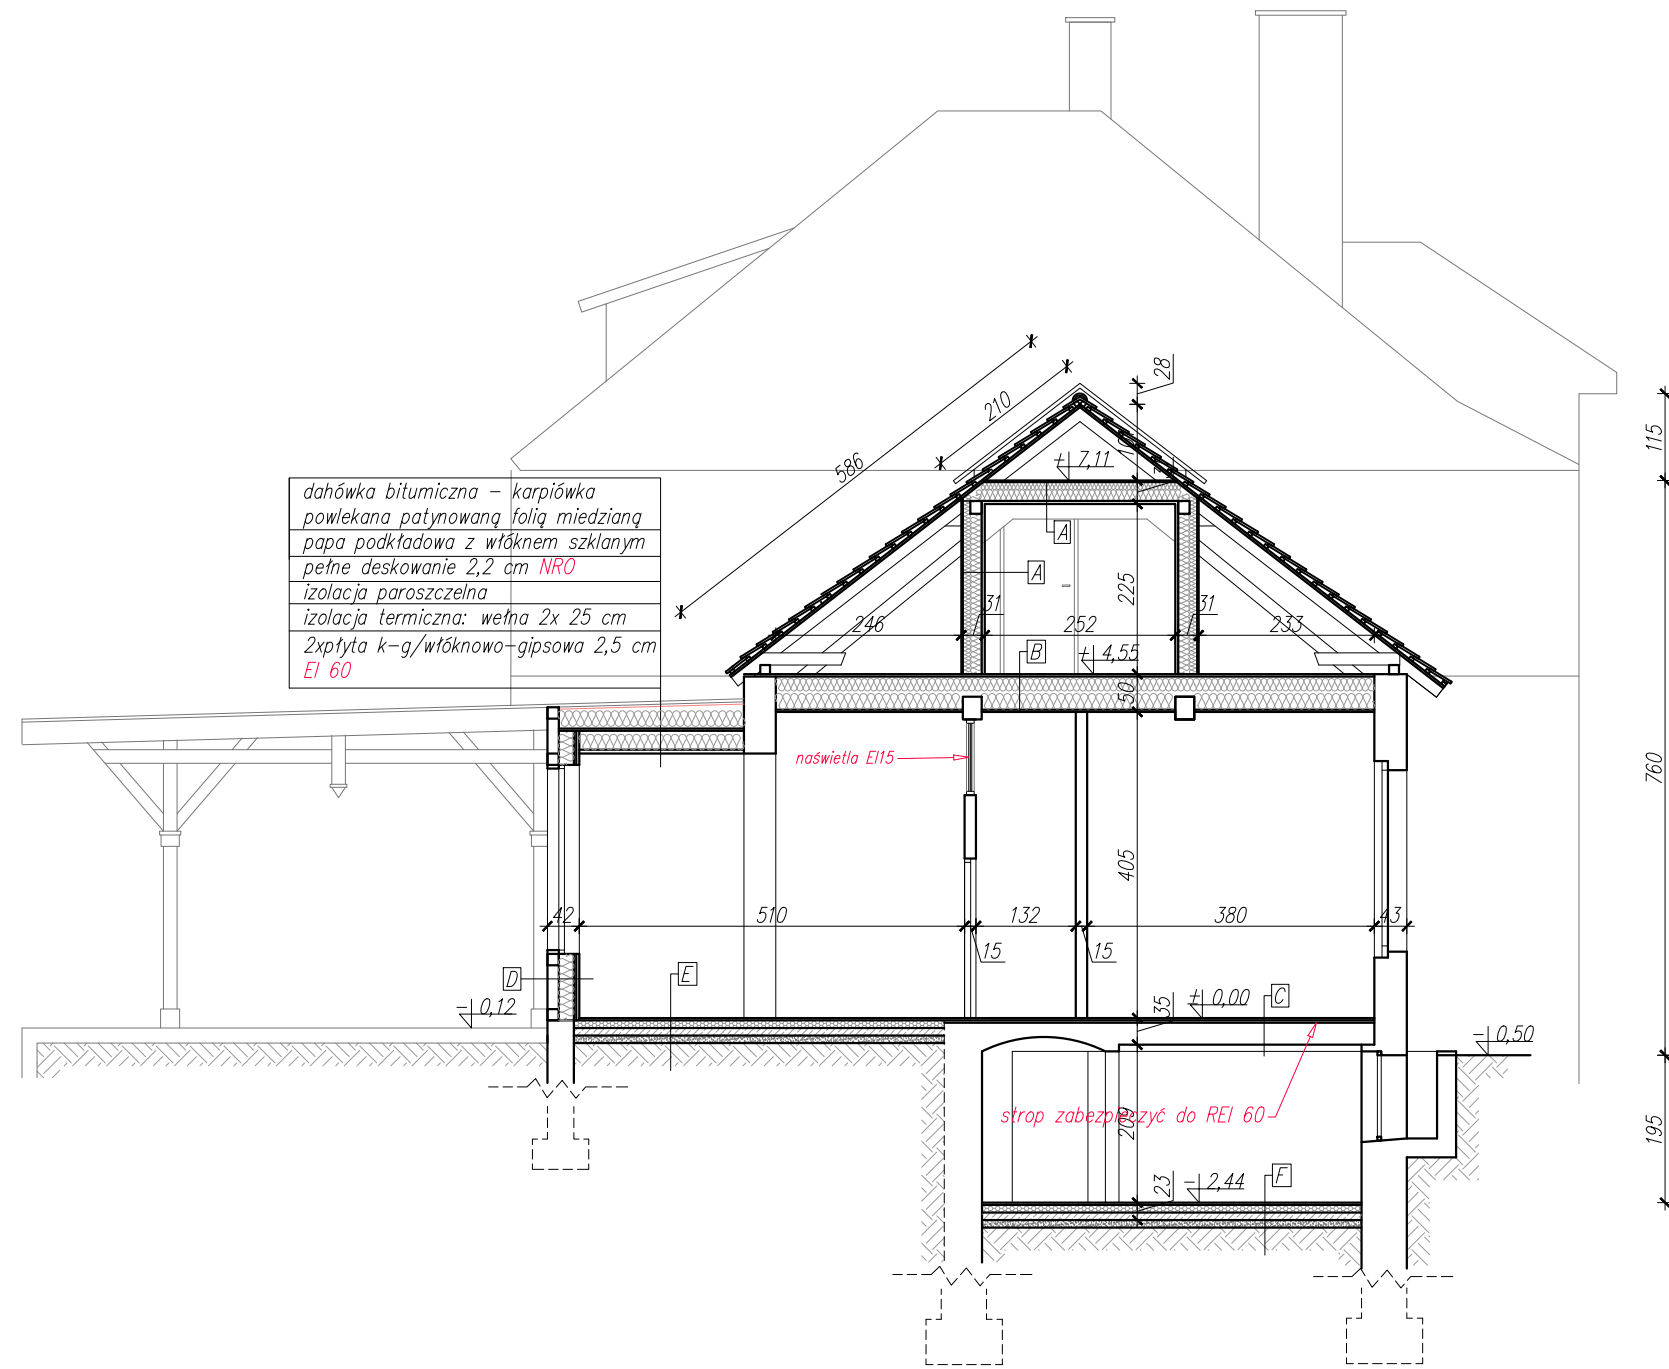 28
115
210
586
± 7,11
dahówka bitumiczna – karpiówka
powlekana patynowaną folią miedzianą
papa podkładowa z włóknem szklanym
pełne deskowanie 2,2 cm NRO
izolacja paroszczelna
izolacja termiczna: wełna 2x 25 cm
2xpłyta k-g/włóknowo-gipsowa 2,5 cm
EI 60
A
A
225
31
31
246
252
233
B
± 4,55
50
naświetla EI15
760
405
42
510
132
380
43
15
15
D
E
– 0,12
35
± 0,00
C
– 0,50
strop zabezpieczyć do REI 60
209
195
23
– 2,44
F